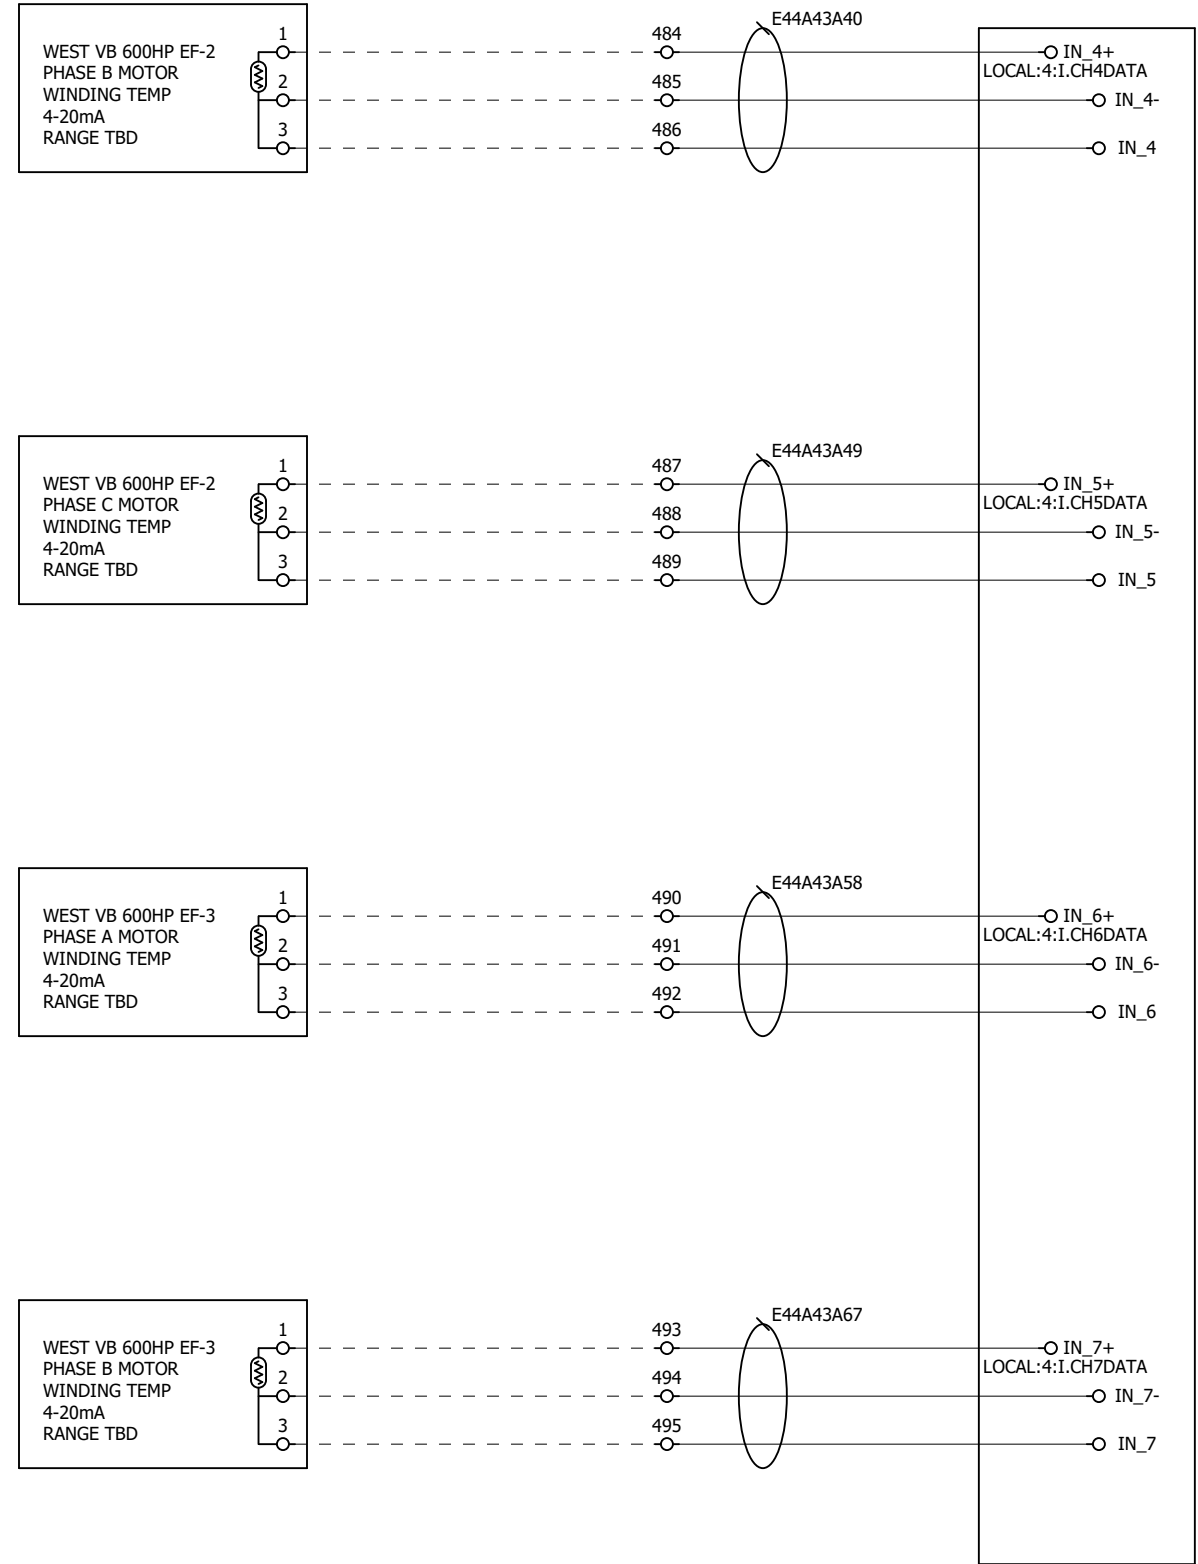 E44A43A40
1
484
WEST VB 600HP EF-2
PHASE B MOTOR
WINDING TEMP
4-20mA
RANGE TBD
IN_4+
LOCAL:4:I.CH4DATA
2
485
IN_4-
3
486
IN_4
E44A43A49
1
487
WEST VB 600HP EF-2
PHASE C MOTOR
WINDING TEMP
4-20mA
RANGE TBD
IN_5+
LOCAL:4:I.CH5DATA
2
488
IN_5-
3
489
IN_5
E44A43A58
1
490
WEST VB 600HP EF-3
PHASE A MOTOR
WINDING TEMP
4-20mA
RANGE TBD
IN_6+
LOCAL:4:I.CH6DATA
2
491
IN_6-
3
492
IN_6
E44A43A67
1
493
WEST VB 600HP EF-3
PHASE B MOTOR
WINDING TEMP
4-20mA
RANGE TBD
IN_7+
LOCAL:4:I.CH7DATA
2
494
IN_7-
3
495
IN_7